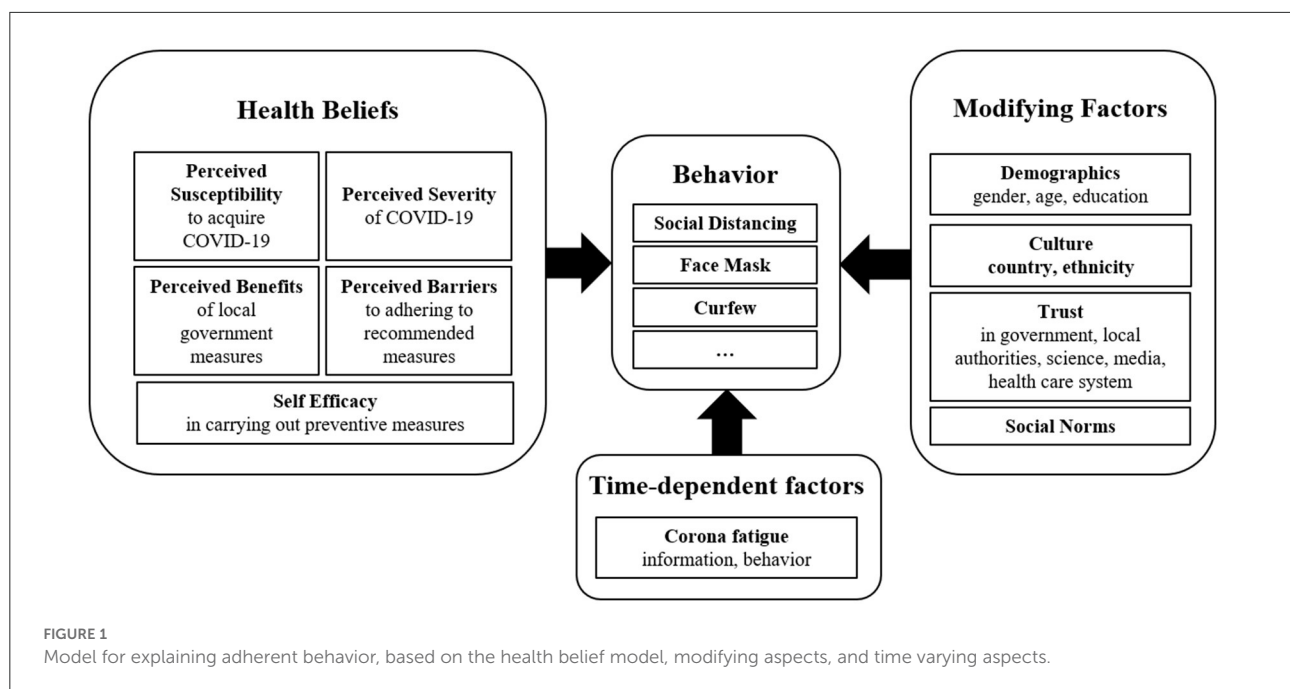 Health Beliefs
Perceived
Susceptibility
to acquire
COVID-19
Perceived Severity
of COVID-19
Perceived Benefits
of local
government
measures
Perceived Barriers
to adhering to
recommended
measures
Self Efficacy
in carrying out preventive measures
Behavior
Social Distancing
Face Mask
Curfew
...
Modifying Factors
Demographics
gender, age, education
Culture
country, ethnicity
Trust
in government, local
authorities, science, media,
health care system
Social Norms
Time-dependent factors
Corona fatigue
information, behavior
FIGURE 1
Model for explaining adherent behavior, based on the health belief model, modifying aspects, and time varying aspects.